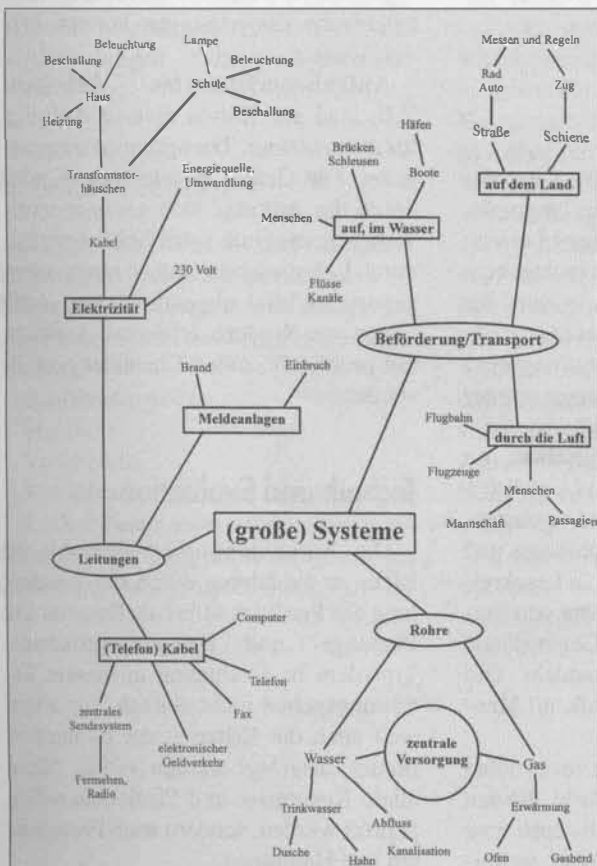 Beleuchtung
Beschallung
Haus
Heizung
Lampe
Beleuchtung
Schule
Beschallung
Transformator-
häuschen
Energiequelle,
Umwandlung
Kabel
230 Volt
Elektrizität
Messen und Regeln
Rad
Auto
Zug
Straße
Schiene
auf dem Land
Häfen
Brücken
Schleusen
Boote
Menschen
auf, im Wasser
Flüsse
Kanäle
Beförderung/Transport
Brand
Einbruch
Meldeanlagen
Flugbahn
durch die Luft
Flugzeuge
Menschen
Mannschaft
Passagiere
(große) Systeme
Leitungen
Computer
(Telefon) Kabel
Telefon
Fax
zentrales
Sendesystem
elektronischer
Geldverkehr
Fernsehen,
Radio
Rohre
zentrale
Versorgung
Wasser
Gas
Trinkwasser
Abfluss
Kanalisation
Dusche
Hahn
Erwärmung
Ofen
Gasherd